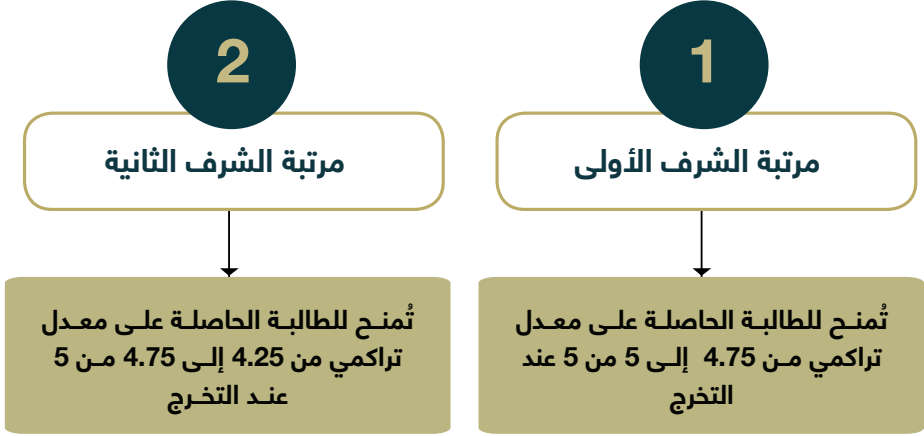 1
مرتبة الشرف الأولى
تُمنح للطالبة الحاصلة على معدل
تراكمي من 4.75 إلى 5 من 5 عند
التخرج
2
مرتبة الشرف الثانية
تُمنح للطالبة الحاصلة على معدل
تراكمي من 4.25 إلى 4.75 من 5
عند التخرج